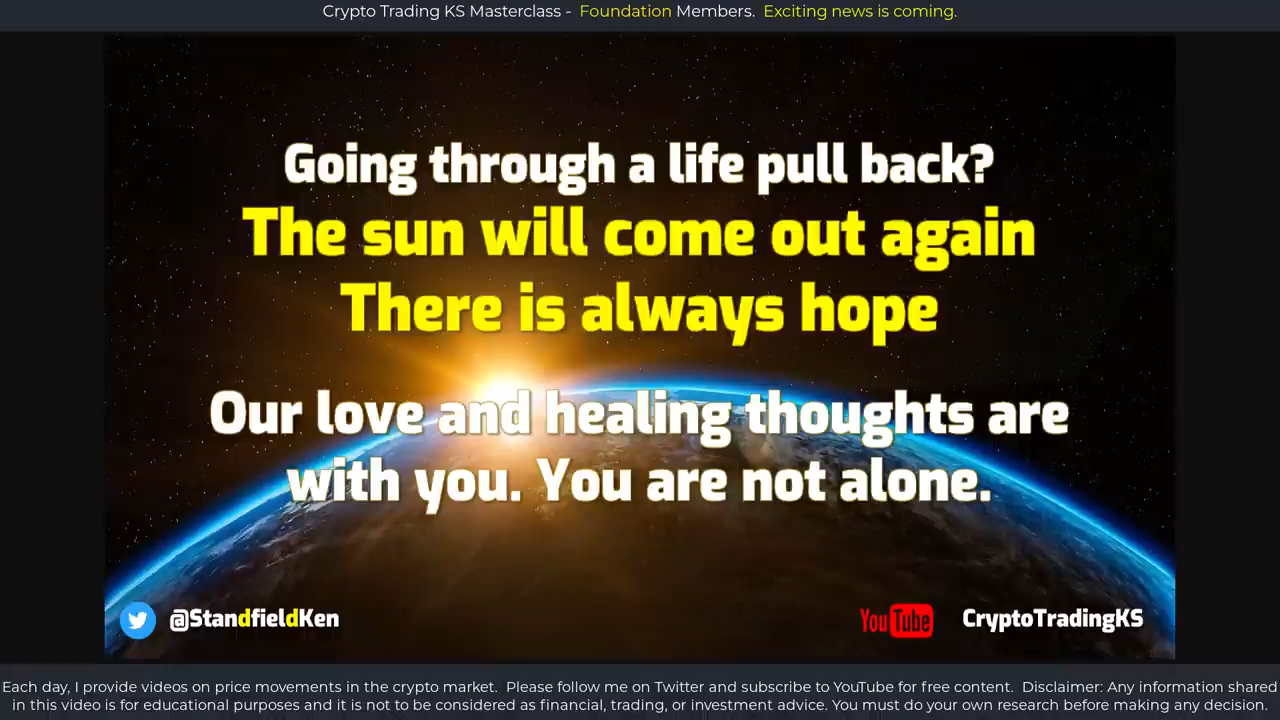 Crypto Trading KS Masterclass - Foundation Members. Exciting news is coming.
Going through a life pull back?
The sun will come out again
There is always hope
Our love and healing thoughts are
with you. You are not alone.
@StandfieldKen
YouTube CryptoTradingKS
Each day, I provide videos on price movements in the crypto market. Please follow me on Twitter and subscribe to YouTube for free content. Disclaimer: Any information shared
in this video is for educational purposes and it is not to be considered as financial, trading, or investment advice. You must do your own research before making any decision.